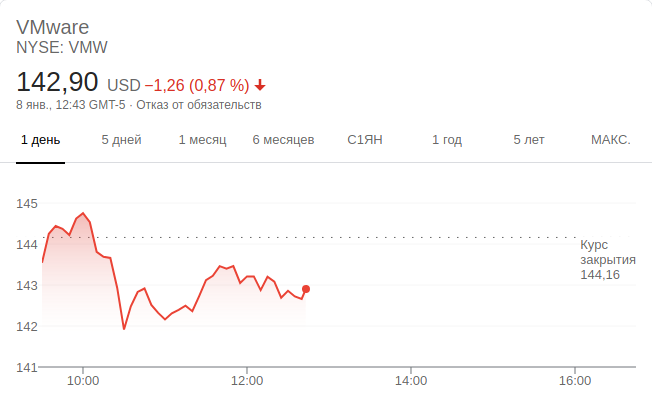 VMware
NYSE: VMW
142,90 USD −1,26 (0,87 %)
8 янв., 12:43 GMT-5 · Отказ от обязательств
1 день 5 дней 1 месяц 6 месяцев С1ЯН 1 год 5 лет МАКС.
145
144
143
142
141
Курс
закрытия
144,16
10:00 12:00 14:00 16:00